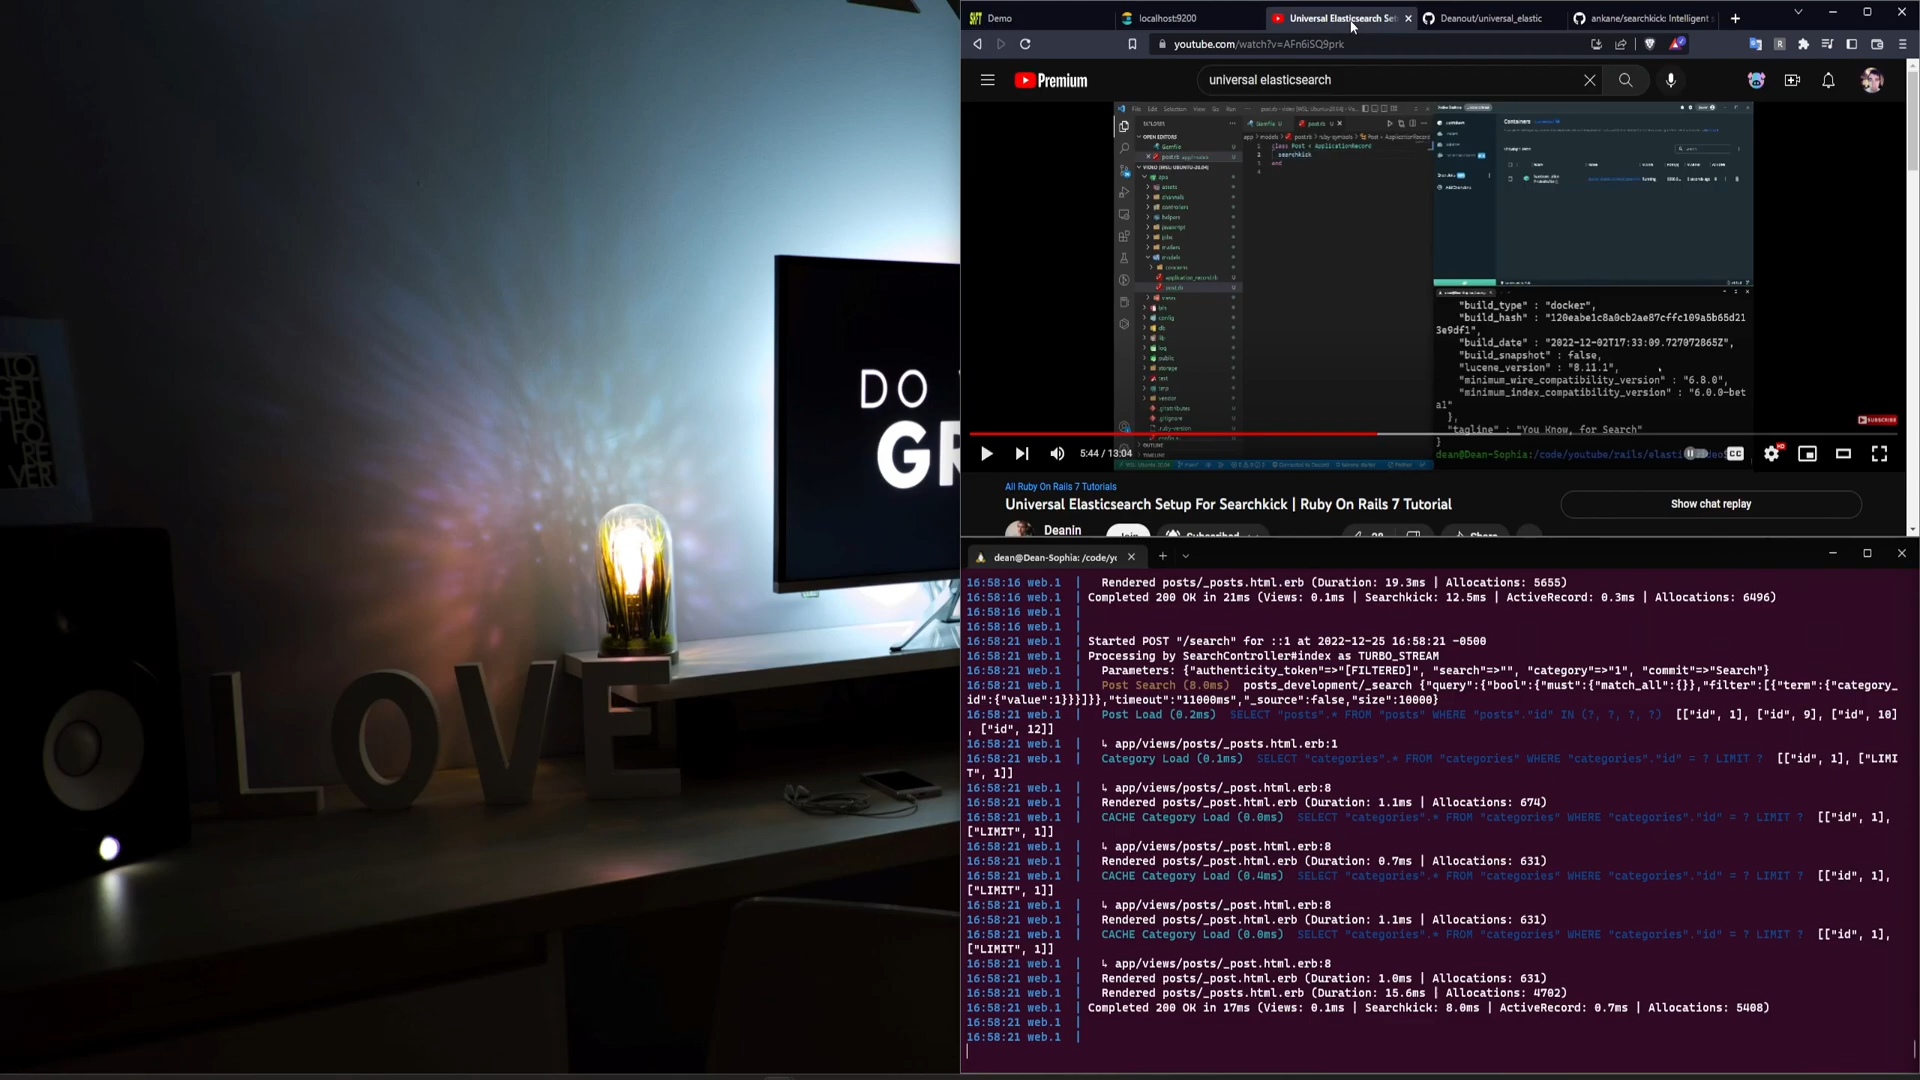 Demo
localhost:9200
Universal Elasticsearch Set
Deanout/universal_elastic
ankane/searchkick: Intelligent s
youtube.com/watch?v=AFn6iSQ9prk
Premium
universal elasticsearch
class Post < ApplicationRecord
searchkick
end
Containers
"build_type" : "docker",
"build_hash" : "120eabe1c8a0cb2ae87cffc109a5b65d21
3e9df1",
"build_date" : "2022-12-02T17:33:09.727072865Z",
"build_snapshot" : false,
"lucene_version" : "8.11.1",
"minimum_wire_compatibility_version" : "6.8.0",
"minimum_index_compatibility_version" : "6.0.0-bet
a1"
},
"tagline" : "You Know, for Search"
}
SUBSCRIBE
5:44 / 13:04
CC
HD
All Ruby On Rails 7 Tutorials
Universal Elasticsearch Setup For Searchkick | Ruby On Rails 7 Tutorial
Show chat replay
Deanin
Join
Subscribed
28
Share
DO
GR
TO
GET
HER
FOR
EVER
LOVE
dean@Dean-Sophia: /code/yo
16:58:16 web.1 | Rendered posts/_posts.html.erb (Duration: 19.3ms | Allocations: 5655)
16:58:16 web.1 | Completed 200 OK in 21ms (Views: 0.1ms | Searchkick: 12.5ms | ActiveRecord: 0.3ms | Allocations: 6496)
16:58:16 web.1 |
16:58:16 web.1 |
16:58:21 web.1 | Started POST "/search" for ::1 at 2022-12-25 16:58:21 -0500
16:58:21 web.1 | Processing by SearchController#index as TURBO_STREAM
16:58:21 web.1 | Parameters: {"authenticity_token"=>"[FILTERED]", "search"=>"", "category"=>"1", "commit"=>"Search"}
16:58:21 web.1 | Post Search (8.0ms) posts_development/_search {"query":{"bool":{"must":{"match_all":{}},"filter":[{"term":{"category_
id":{"value":1}}}]}},"timeout":"11000ms","_source":false,"size":10000}
16:58:21 web.1 | Post Load (0.2ms) SELECT "posts".* FROM "posts" WHERE "posts"."id" IN (?, ?, ?, ?) [["id", 1], ["id", 9], ["id", 10]
, ["id", 12]]
16:58:21 web.1 | ↳ app/views/posts/_posts.html.erb:1
16:58:21 web.1 | Category Load (0.1ms) SELECT "categories".* FROM "categories" WHERE "categories"."id" = ? LIMIT ? [["id", 1], ["LIMI
T", 1]]
16:58:21 web.1 | ↳ app/views/posts/_post.html.erb:8
16:58:21 web.1 | Rendered posts/_post.html.erb (Duration: 1.1ms | Allocations: 674)
16:58:21 web.1 | CACHE Category Load (0.0ms) SELECT "categories".* FROM "categories" WHERE "categories"."id" = ? LIMIT ? [["id", 1],
["LIMIT", 1]]
16:58:21 web.1 | ↳ app/views/posts/_post.html.erb:8
16:58:21 web.1 | Rendered posts/_post.html.erb (Duration: 0.7ms | Allocations: 631)
16:58:21 web.1 | CACHE Category Load (0.4ms) SELECT "categories".* FROM "categories" WHERE "categories"."id" = ? LIMIT ? [["id", 1],
["LIMIT", 1]]
16:58:21 web.1 | ↳ app/views/posts/_post.html.erb:8
16:58:21 web.1 | Rendered posts/_post.html.erb (Duration: 1.1ms | Allocations: 631)
16:58:21 web.1 | CACHE Category Load (0.0ms) SELECT "categories".* FROM "categories" WHERE "categories"."id" = ? LIMIT ? [["id", 1],
["LIMIT", 1]]
16:58:21 web.1 | ↳ app/views/posts/_post.html.erb:8
16:58:21 web.1 | Rendered posts/_post.html.erb (Duration: 1.0ms | Allocations: 631)
16:58:21 web.1 | Rendered posts/_posts.html.erb (Duration: 15.6ms | Allocations: 4702)
16:58:21 web.1 | Completed 200 OK in 17ms (Views: 0.1ms | Searchkick: 8.0ms | ActiveRecord: 0.7ms | Allocations: 5408)
16:58:21 web.1 |
16:58:21 web.1 |